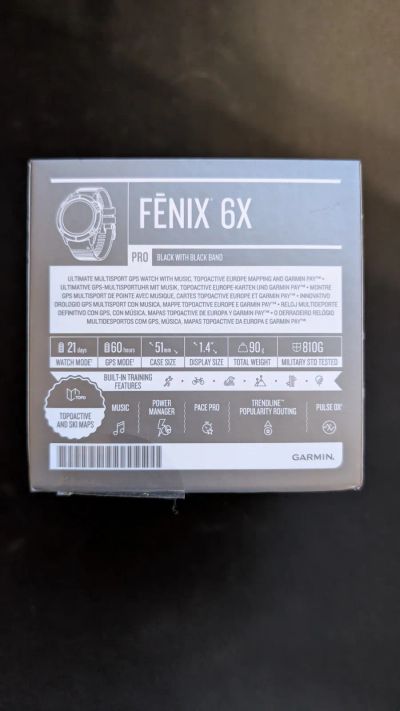 FĒNIX® 6X
PRO BLACK WITH BLACK BAND
ULTIMATE MULTISPORT GPS WATCH WITH MUSIC, TOPOACTIVE EUROPE MAPPING AND GARMIN PAY™ •
ULTIMATIVE GPS-MULTISPORTUHR MIT MUSIK, TOPOACTIVE EUROPE-KARTEN UND GARMIN PAY™ • MONTRE
GPS MULTISPORT DE POINTE AVEC MUSIQUE, CARTES TOPOACTIVE EUROPE ET GARMIN PAY™ • INNOVATIVO
OROLOGIO GPS MULTISPORT CON MUSICA, MAPPE TOPOACTIVE EUROPE E GARMIN PAY™ • RELOJ MULTIDEPORTE
DEFINITIVO CON GPS, CON MÚSICA, MAPAS TOPOACTIVE DE EUROPA Y GARMIN PAY™ • O DERRADEIRO RELÓGIO
MULTIDESPORTOS COM GPS, MÚSICA, MAPAS TOPOACTIVE DA EUROPA E GARMIN PAY™
21 days 60 hours 51 mm 1.4" 90 g 810G
WATCH MODE¹ GPS MODE¹ CASE SIZE DISPLAY SIZE TOTAL WEIGHT MILITARY STD TESTED
BUILT-IN TRAINING
FEATURES
TOPO
TOPOACTIVE
AND SKI MAPS
MUSIC
POWER
MANAGER
PACE PRO
TRENDLINE™
POPULARITY ROUTING
PULSE OX²
GARMIN.